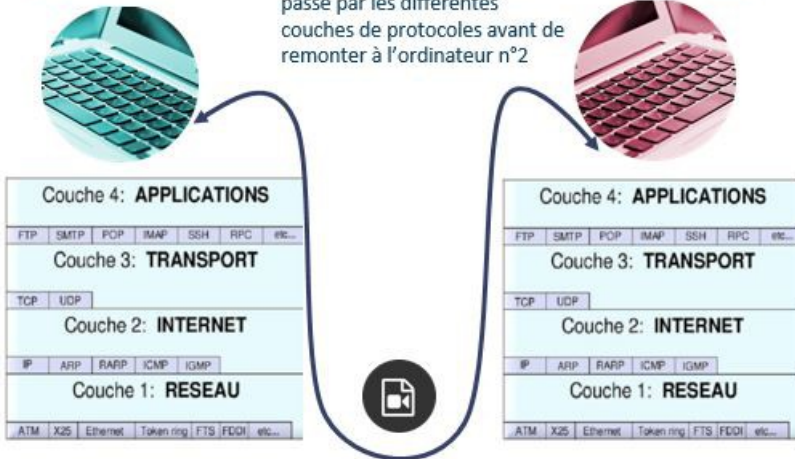 passe par les différentes
couches de protocoles avant de
remonter à l'ordinateur n°2
Couche 4: APPLICATIONS
FTP SMTP POP IMAP SSH RPC etc...
Couche 3: TRANSPORT
TCP UDP
Couche 2: INTERNET
IP ARP RARP ICMP IGMP
Couche 1: RESEAU
ATM X25 Ethernet Token ring FTS FDDI etc...
Couche 4: APPLICATIONS
FTP SMTP POP IMAP SSH RPC etc...
Couche 3: TRANSPORT
TCP UDP
Couche 2: INTERNET
IP ARP RARP ICMP IGMP
Couche 1: RESEAU
ATM X25 Ethernet Token ring FTS FDDI etc...